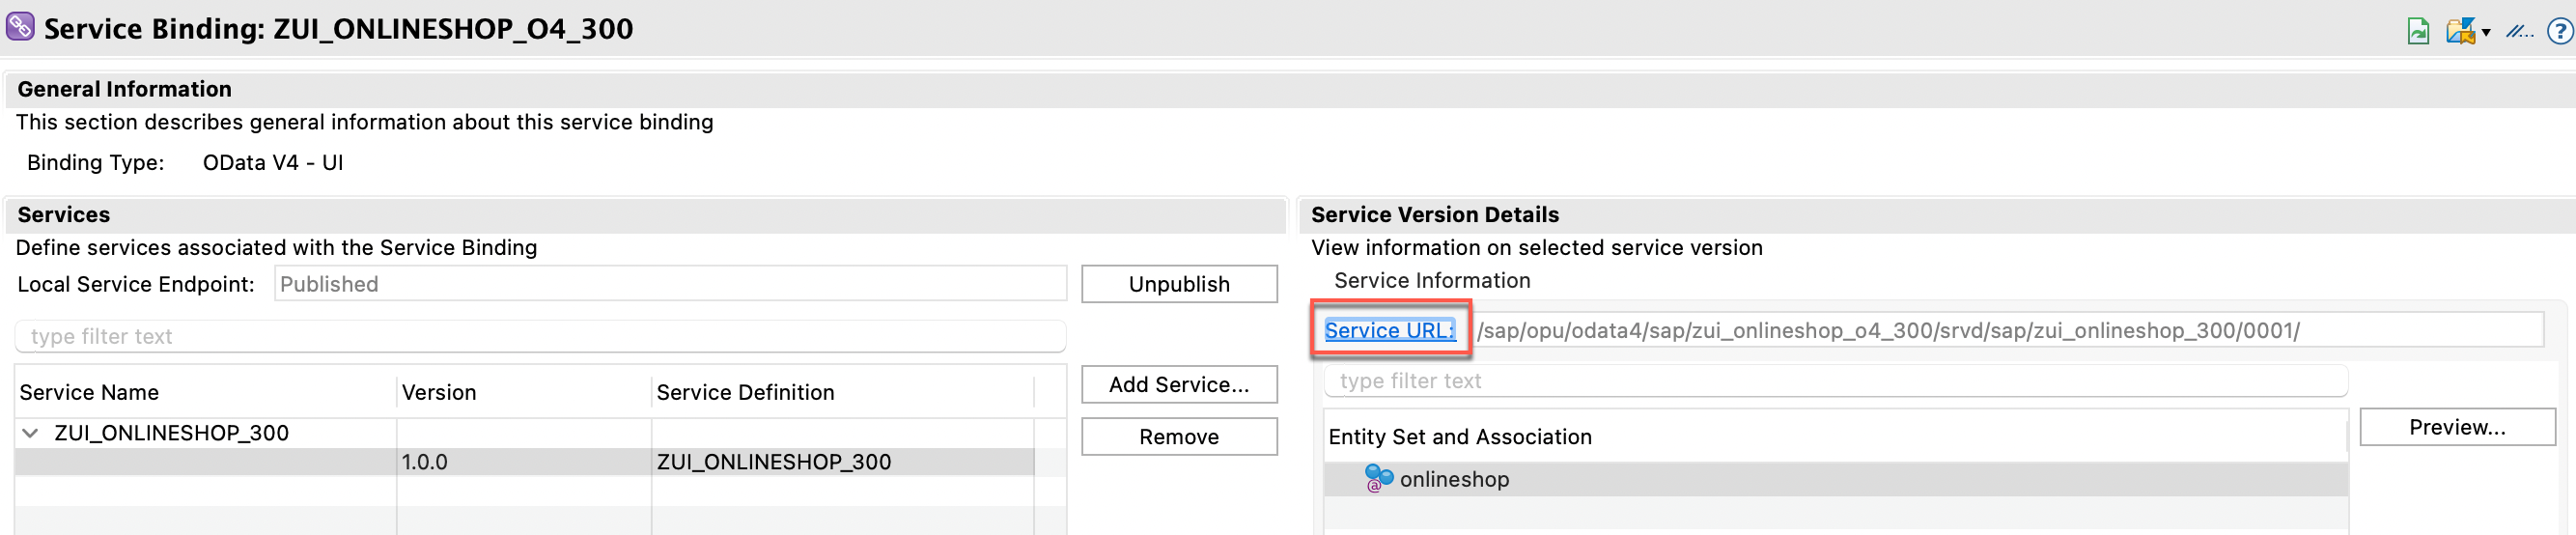 Service Binding: ZUI_ONLINESHOP_O4_300
General Information
This section describes general information about this service binding
Binding Type: OData V4 - UI
Services
Define services associated with the Service Binding
Local Service Endpoint: Published
Unpublish
type filter text
Service Name Version Service Definition
ZUI_ONLINESHOP_300
1.0.0 ZUI_ONLINESHOP_300
Add Service...
Remove
Service Version Details
View information on selected service version
Service Information
Service URL: /sap/opu/odata4/sap/zui_onlineshop_o4_300/srvd/sap/zui_onlineshop_300/0001/
type filter text
Entity Set and Association
onlineshop
Preview...